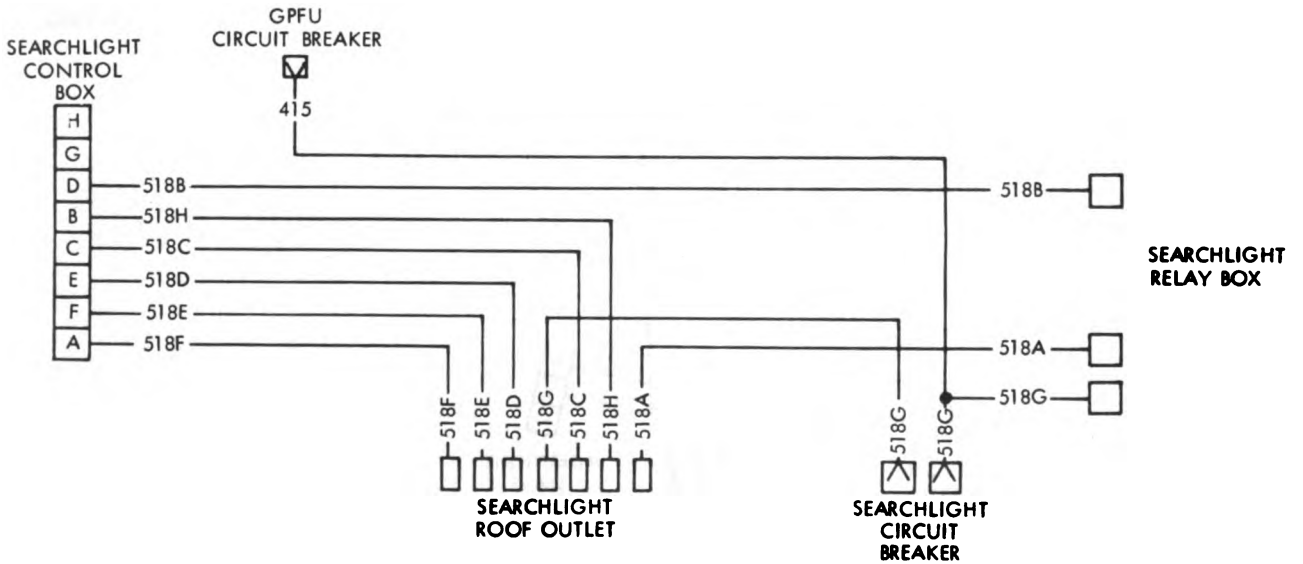 GPFU
CIRCUIT BREAKER
SEARCHLIGHT
CONTROL
BOX
415
H
G
D 518B 518B
B 518H
C 518C
E 518D
F 518E
A 518F
SEARCHLIGHT
RELAY BOX
518A
518G
518F 518E 518D 518G 518C 518H 518A 518G 518G
SEARCHLIGHT
ROOF OUTLET
SEARCHLIGHT
CIRCUIT
BREAKER